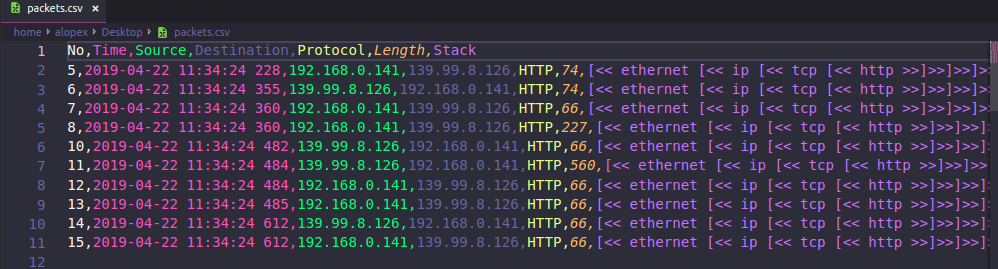 packets.csv ×
home › alopex › Desktop › packets.csv
1 No,Time,Source,Destination,Protocol,Length,Stack
2 5,2019-04-22 11:34:24 228,192.168.0.141,139.99.8.126,HTTP,74,[<< ethernet [<< ip [<< tcp [<< http >>]>>]>>]>
3 6,2019-04-22 11:34:24 355,139.99.8.126,192.168.0.141,HTTP,74,[<< ethernet [<< ip [<< tcp [<< http >>]>>]>>]>
4 7,2019-04-22 11:34:24 360,192.168.0.141,139.99.8.126,HTTP,66,[<< ethernet [<< ip [<< tcp [<< http >>]>>]>>]>
5 8,2019-04-22 11:34:24 360,192.168.0.141,139.99.8.126,HTTP,227,[<< ethernet [<< ip [<< tcp [<< http >>]>>]>>]
6 10,2019-04-22 11:34:24 482,139.99.8.126,192.168.0.141,HTTP,66,[<< ethernet [<< ip [<< tcp [<< http >>]>>]>>]
7 11,2019-04-22 11:34:24 484,139.99.8.126,192.168.0.141,HTTP,560,[<< ethernet [<< ip [<< tcp [<< http >>]>>]>>
8 12,2019-04-22 11:34:24 484,192.168.0.141,139.99.8.126,HTTP,66,[<< ethernet [<< ip [<< tcp [<< http >>]>>]>>]
9 13,2019-04-22 11:34:24 485,192.168.0.141,139.99.8.126,HTTP,66,[<< ethernet [<< ip [<< tcp [<< http >>]>>]>>]
10 14,2019-04-22 11:34:24 612,139.99.8.126,192.168.0.141,HTTP,66,[<< ethernet [<< ip [<< tcp [<< http >>]>>]>>]
11 15,2019-04-22 11:34:24 612,192.168.0.141,139.99.8.126,HTTP,66,[<< ethernet [<< ip [<< tcp [<< http >>]>>]>>]
12